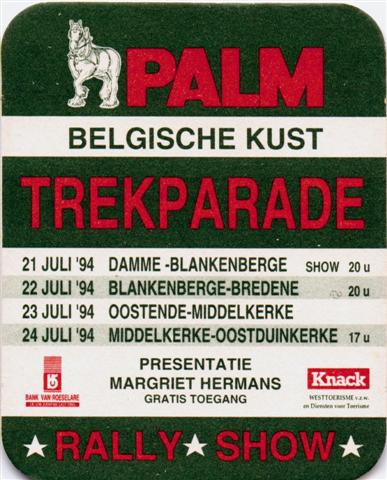 PALM
BELGISCHE KUST
TREKPARADE
21 JULI '94 DAMME -BLANKENBERGE SHOW 20 u
22 JULI '94 BLANKENBERGE-BREDENE 20 u
23 JULI '94 OOSTENDE-MIDDELKERKE
24 JULI '94 MIDDELKERKE-OOSTDUINKERKE 17 u
PRESENTATIE
MARGRIET HERMANS
GRATIS TOEGANG
BANK VAN ROESELARE
Knack
WESTTOERISME v.z.w.
en Diensten voor Toerisme
★ RALLY ★ SHOW ★